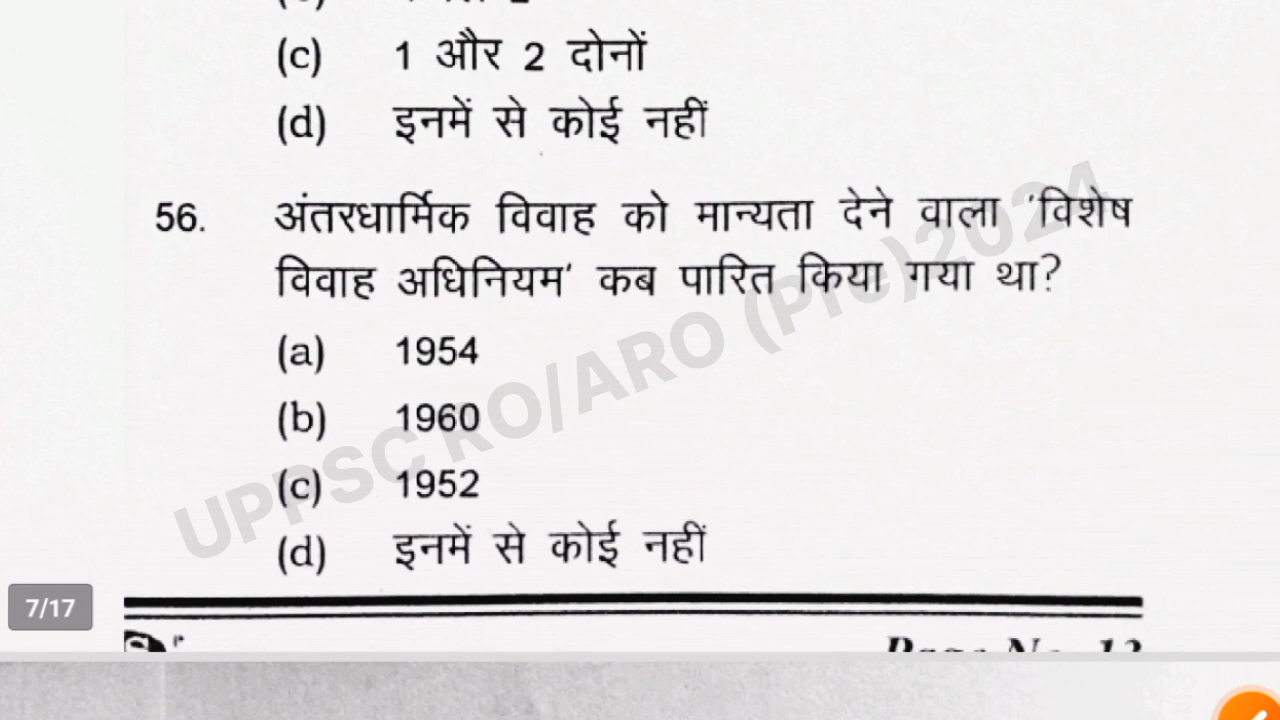 (c) 1 और 2 दोनों
(d) इनमें से कोई नहीं
56. अंतरधार्मिक विवाह को मान्यता देने वाला 'विशेष
विवाह अधिनियम' कब पारित किया गया था?
(a) 1954
(b) 1960
(c) 1952
(d) इनमें से कोई नहीं
UPPSC RO/ARO (Pre) 2024
7/17